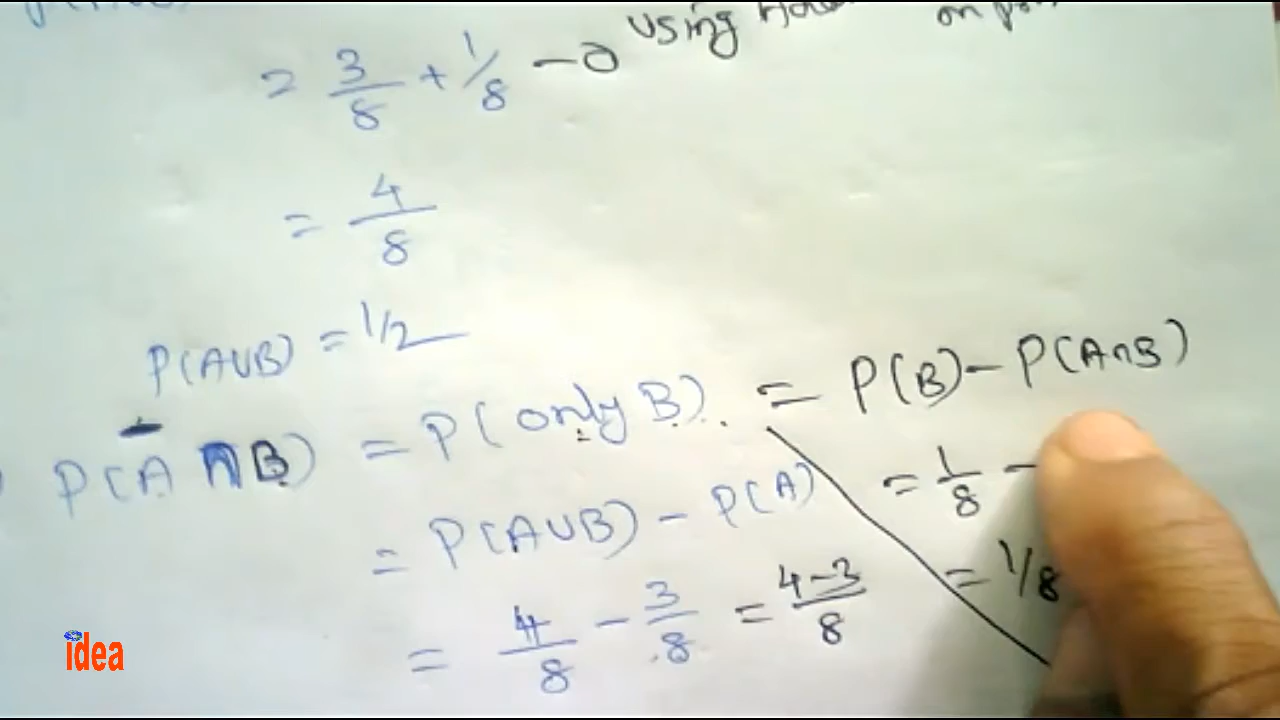 = 3/8 + 1/8 - 0 using
on
= 4/8
P(A∪B) = 1/2
P(A̅ ∩ B) = P(only B) = P(B) - P(A∩B)
= P(A∪B) - P(A) = 1/8 -
= 4/8 - 3/8 = (4-3)/8 = 1/8
idea